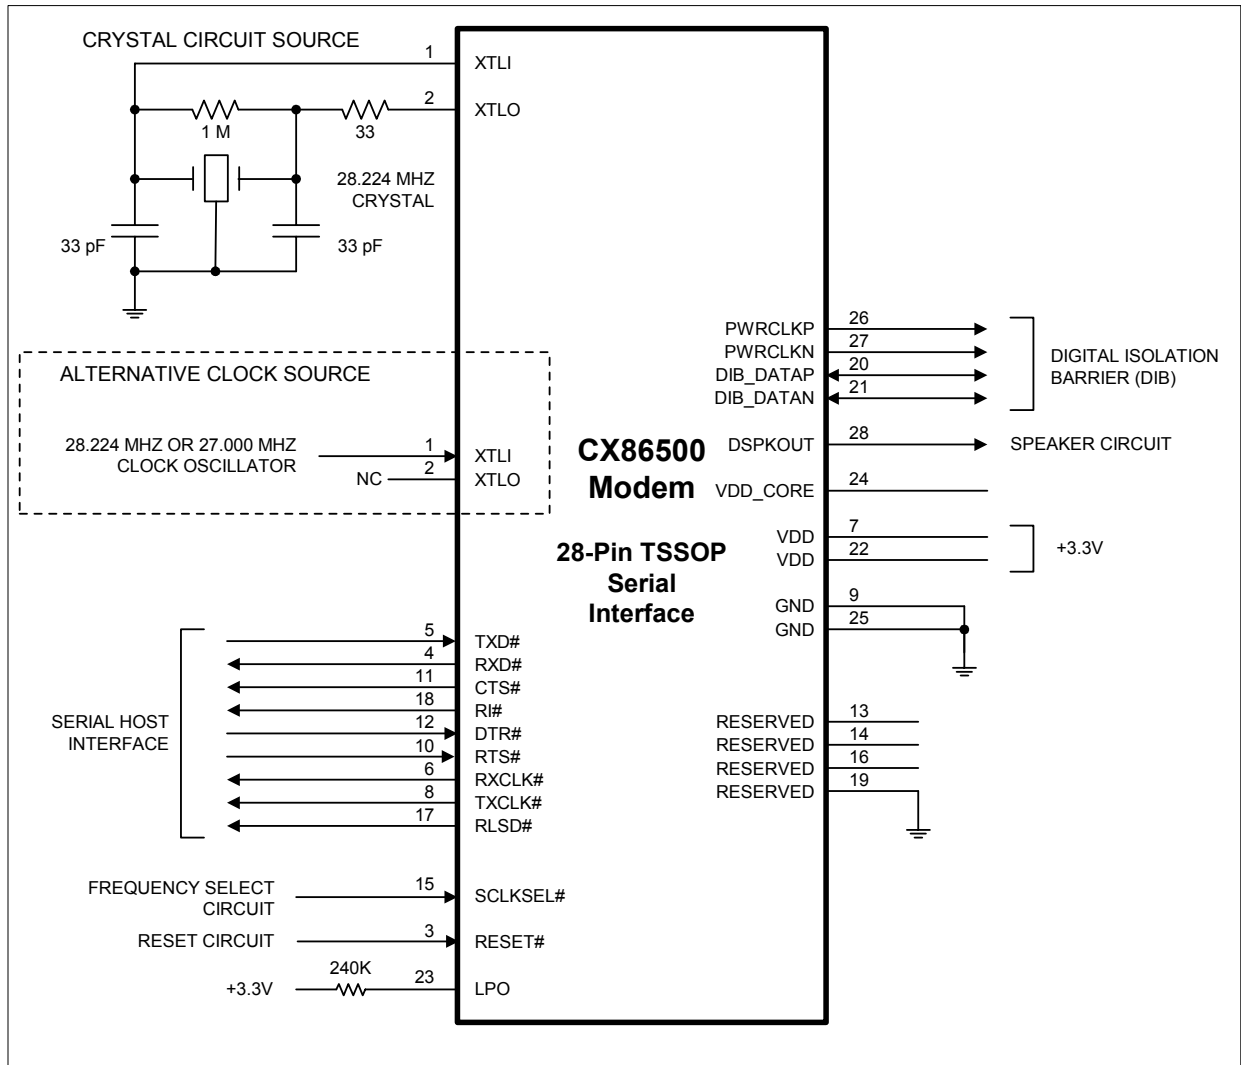 CRYSTAL CIRCUIT SOURCE
1
XTLI
2
XTLO
1 M
33
28.224 MHZ
CRYSTAL
33 pF
33 pF
ALTERNATIVE CLOCK SOURCE
28.224 MHZ OR 27.000 MHZ
CLOCK OSCILLATOR
1
XTLI
NC
2
XTLO
SERIAL HOST
INTERFACE
5
TXD#
4
RXD#
11
CTS#
18
RI#
12
DTR#
10
RTS#
6
RXCLK#
8
TXCLK#
17
RLSD#
FREQUENCY SELECT
CIRCUIT
15
SCLKSEL#
RESET CIRCUIT
3
RESET#
+3.3V
240K
23
LPO
CX86500
Modem
28-Pin TSSOP
Serial
Interface
PWRCLKP
26
PWRCLKN
27
DIB_DATAP
20
DIB_DATAN
21
DIGITAL ISOLATION
BARRIER (DIB)
DSPKOUT
28
SPEAKER CIRCUIT
VDD_CORE
24
VDD
7
VDD
22
+3.3V
GND
9
GND
25
RESERVED
13
RESERVED
14
RESERVED
16
RESERVED
19